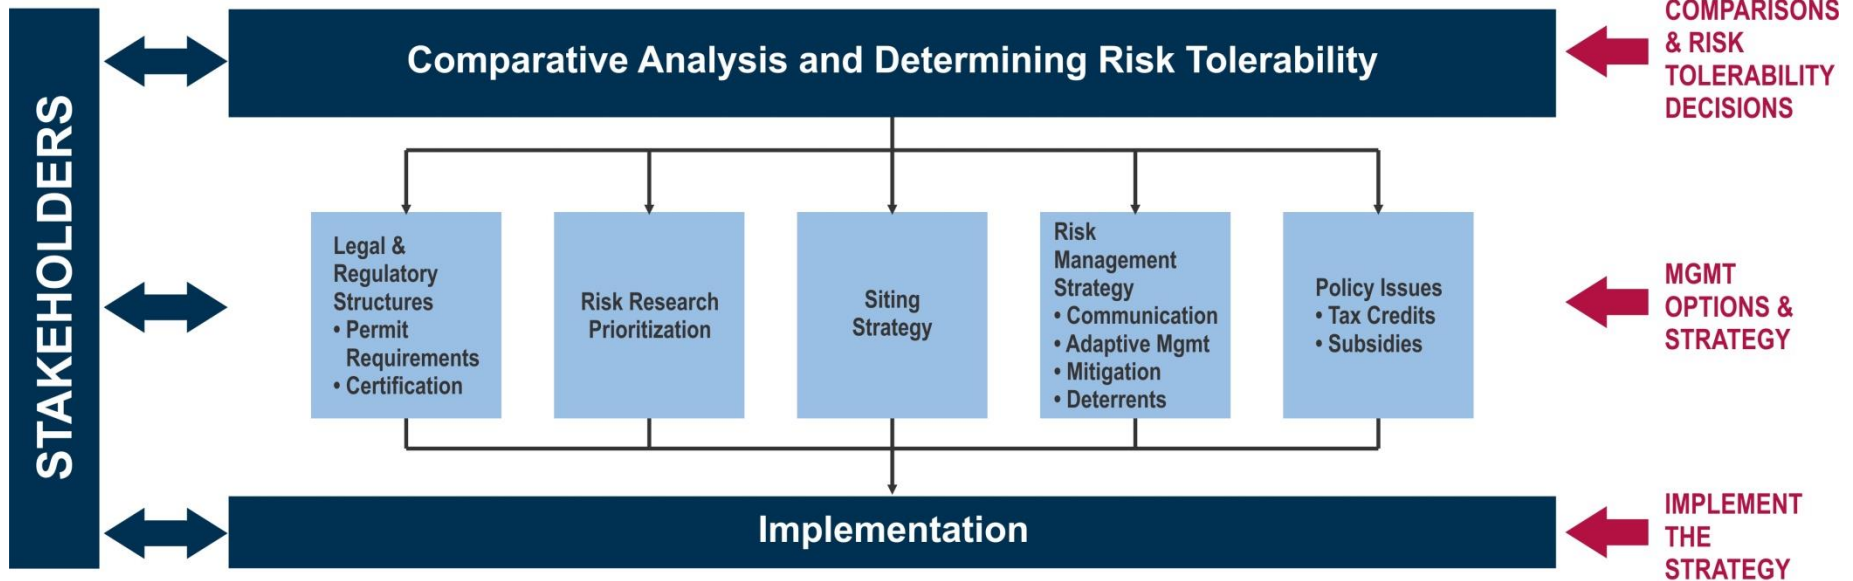 STAKEHOLDERS
Comparative Analysis and Determining Risk Tolerability
COMPARISONS
& RISK
TOLERABILITY
DECISIONS
Legal &
Regulatory
Structures
• Permit
Requirements
• Certification
Risk Research
Prioritization
Siting
Strategy
Risk
Management
Strategy
• Communication
• Adaptive Mgmt
• Mitigation
• Deterrents
Policy Issues
• Tax Credits
• Subsidies
MGMT
OPTIONS &
STRATEGY
Implementation
IMPLEMENT
THE
STRATEGY